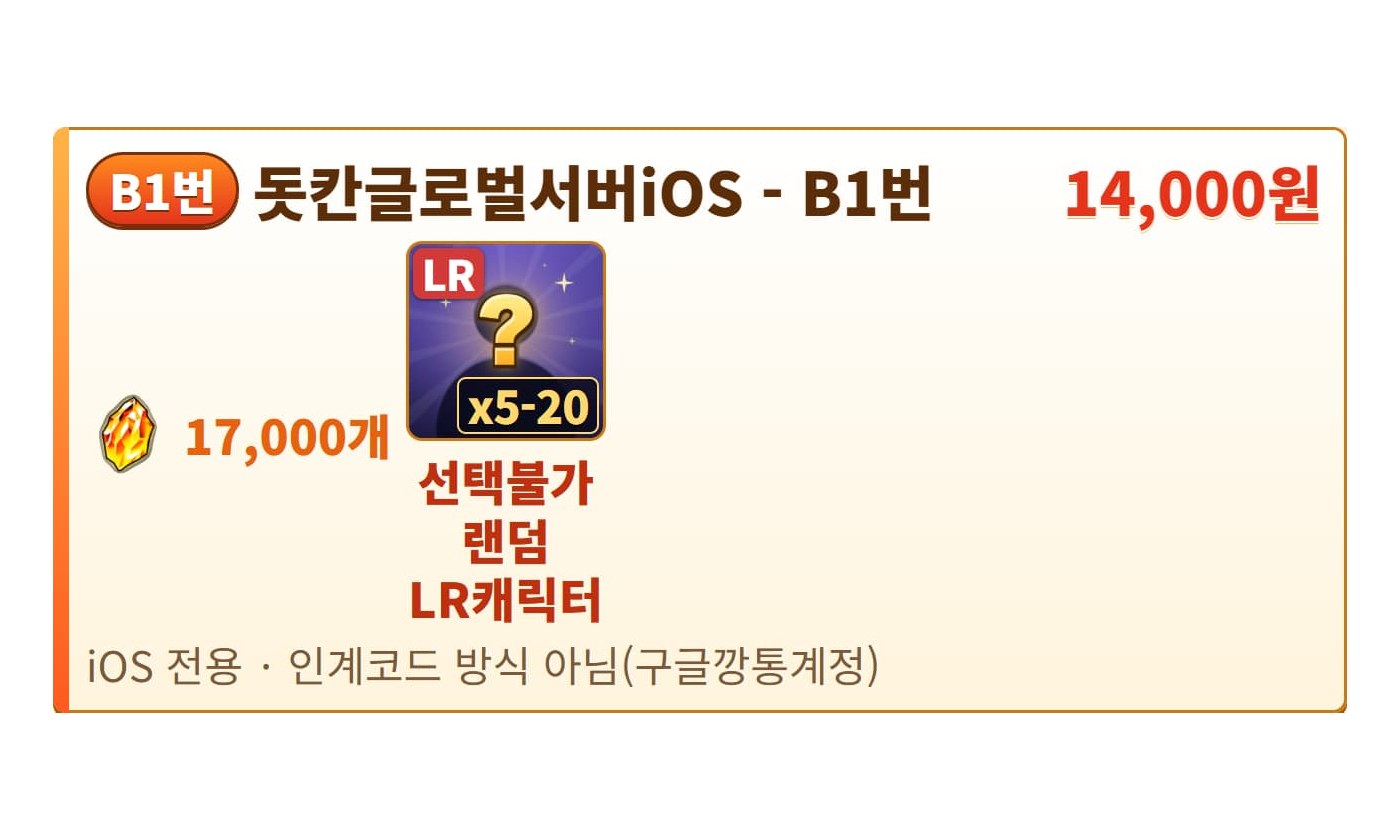 B1번 돗칸글로벌서버iOS - B1번 14,000원
LR
?
x5-20
17,000개
선택불가
랜덤
LR캐릭터
iOS 전용 · 인계코드 방식 아님(구글깡통계정)